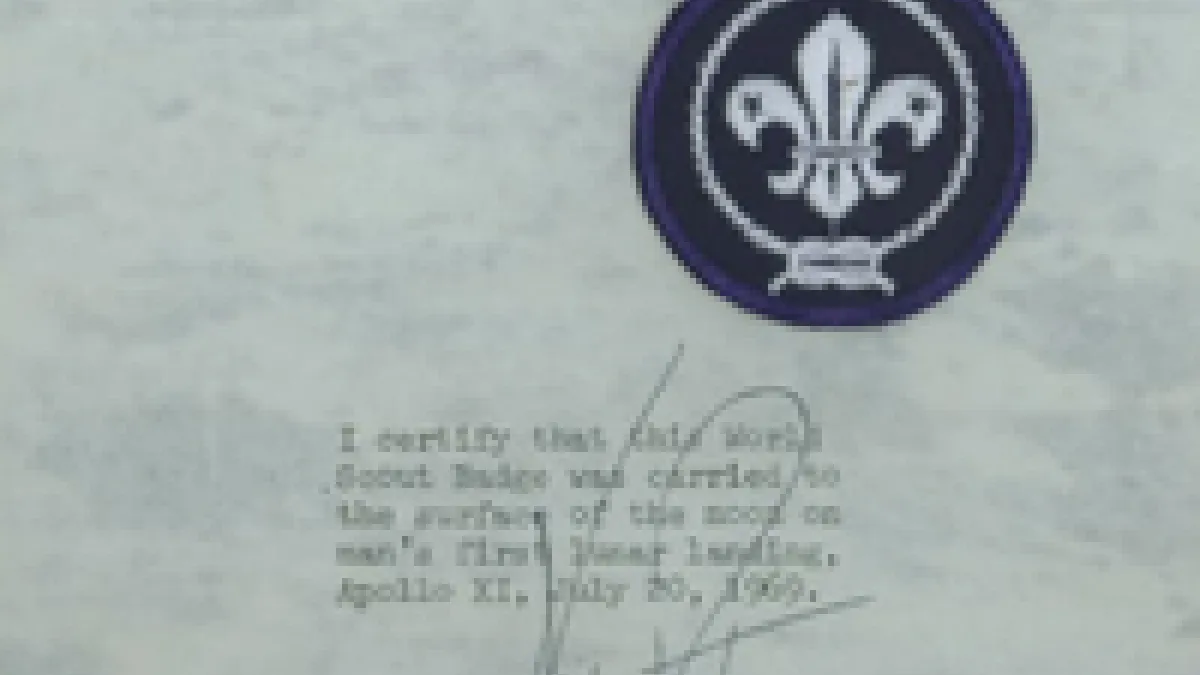 I certify that this World
Scout Badge was carried to
the surface of the moon on
man's first lunar landing,
Apollo XI, July 20, 1969.